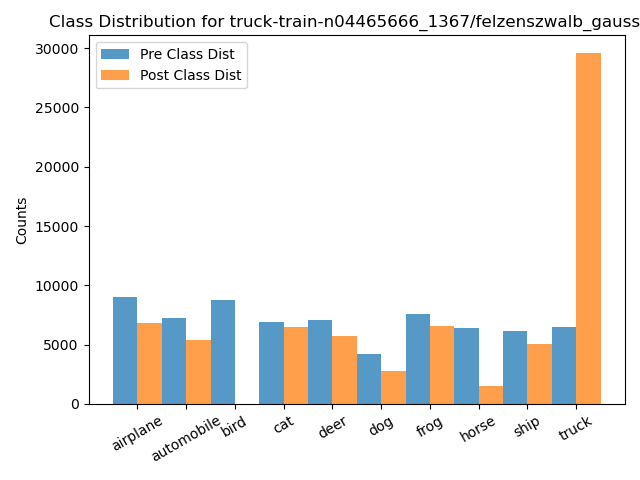 Class Distribution for truck-train-n04465666_1367/felzenszwalb_gauss
Pre Class Dist
Post Class Dist
Counts
30000
25000
20000
15000
10000
5000
0
airplane
automobile
bird
cat
deer
dog
frog
horse
ship
truck